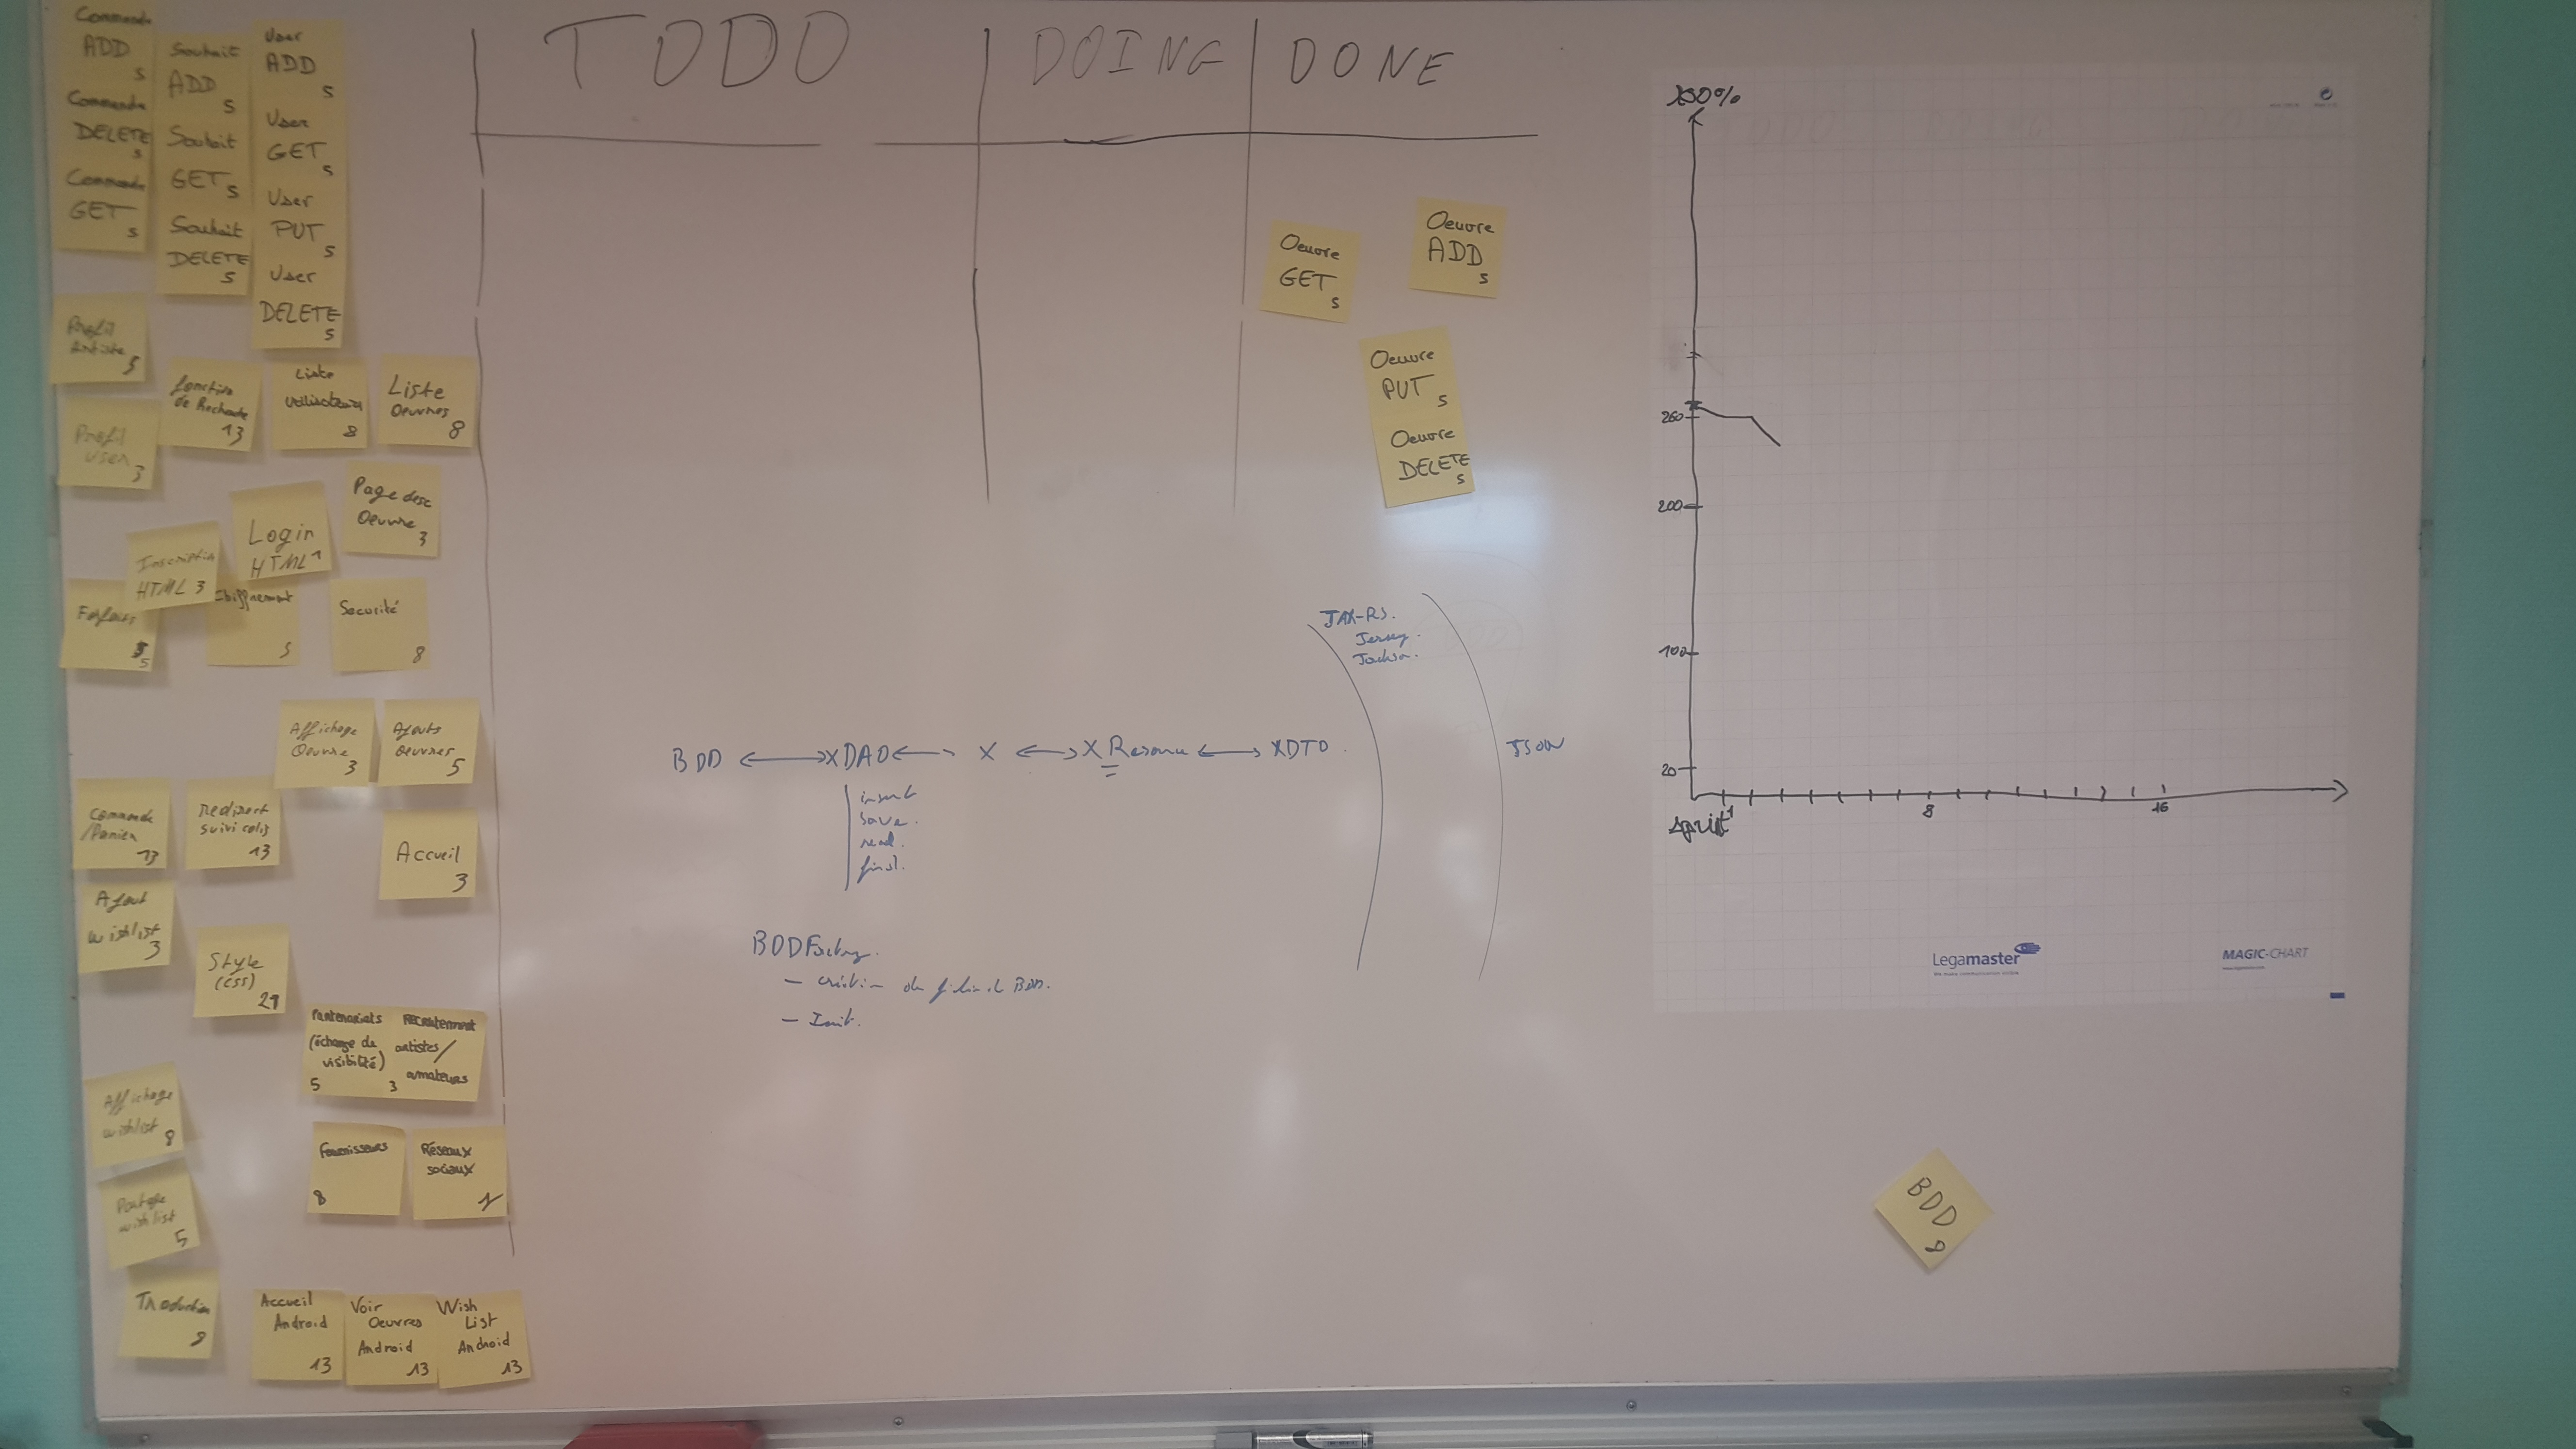 TODO
DOING
DONE
Commande
ADD
5
Commande
DELETE
5
Commande
GET
5
Souhait
ADD
5
Souhait
GET 5
Souhait
DELETE
5
User
ADD
5
User
GET
5
User
PUT
5
User
DELETE
5
Profil
Artiste
5
fonction
de Recherche
13
Liste
utilisateurs
8
Liste
Oeuvres
8
Profil
User
3
Login
HTML 1
Page desc
Oeuvre
3
Inscription
HTML 3
Forfaits
5
Chiffrement
5
Securité
8
Affichage
Oeuvre
3
Ajouts
Oeuvres
5
Commande
/Panier
13
Redirect
suivi colis
13
Accueil
3
Ajout
wishlist
3
Style
(CSS)
21
Partenariats
(échange de
visibilité)
5
Recrutement
artistes/
amateurs
3
Affichage
wishlist
8
Fournisseurs
8
Réseaux
sociaux
1
Partage
wishlist
5
Traduction
8
Accueil
Android
13
Voir
Oeuvres
Android
13
Wish
List
Android
13
Oeuvre
GET
5
Oeuvre
ADD
5
Oeuvre
PUT
5
Oeuvre
DELETE
5
JAX-RS.
Jersey.
Jackson.
BDD XDAO X X Resource XDTO
JSON
insert
save.
read.
find.
BDDFactory.
- création du BDD.
- Init.
100%
260
200
100
20
1
8
16
Sprint
Legamaster
MAGIC-CHART
BDD
8